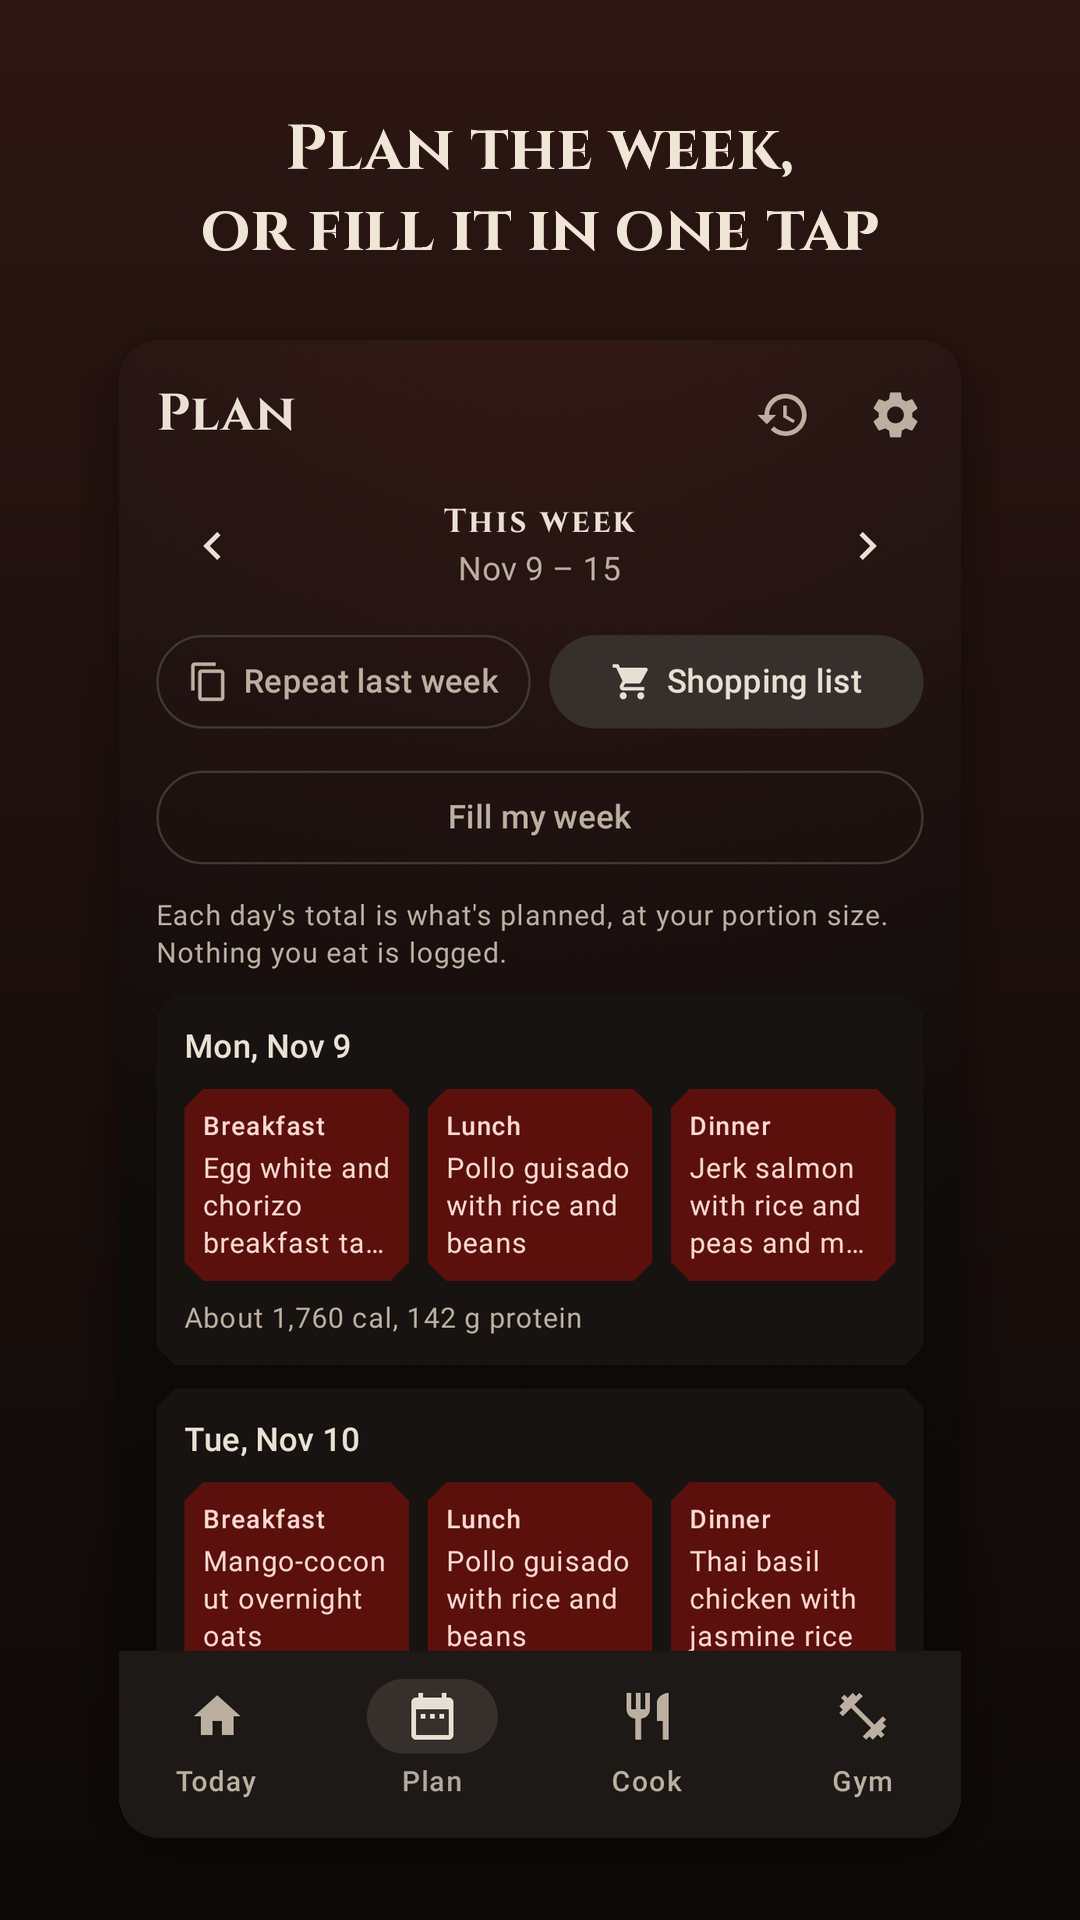 Plan the week,
or fill it in one tap
Plan
This week
Nov 9 – 15
Repeat last week
Shopping list
Fill my week
Each day's total is what's planned, at your portion size.
Nothing you eat is logged.
Mon, Nov 9
Breakfast
Egg white and
chorizo
breakfast ta…
Lunch
Pollo guisado
with rice and
beans
Dinner
Jerk salmon
with rice and
peas and m…
About 1,760 cal, 142 g protein
Tue, Nov 10
Breakfast
Mango-cocon
ut overnight
oats
Lunch
Pollo guisado
with rice and
beans
Dinner
Thai basil
chicken with
jasmine rice
Today
Plan
Cook
Gym